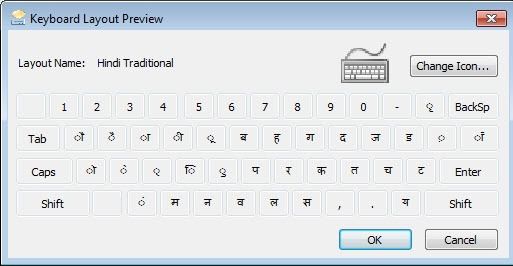 Keyboard Layout Preview
Layout Name: Hindi Traditional
Change Icon...
1 2 3 4 5 6 7 8 9 0 - ृ BackSp
Tab ौ ै ा ी ू ब ह ग द ज ड ़ ॉ
Caps ो े ् ि ु प र क त च ट Enter
Shift ं म न व ल स , . य Shift
OK Cancel